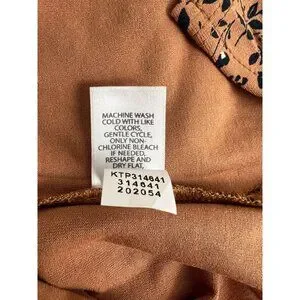 MACHINE WASH
COLD WITH LIKE
COLORS,
GENTLE CYCLE,
ONLY NON-
CHLORINE BLEACH
IF NEEDED,
RESHAPE AND
DRY FLAT,
KTP314641
314641
202054